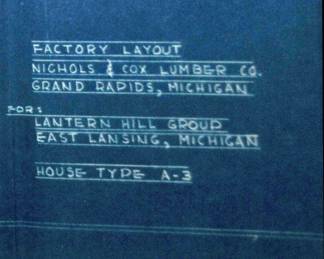 FACTORY LAYOUT
NICHOLS & COX LUMBER CO.
GRAND RAPIDS, MICHIGAN
FOR:
LANTERN HILL GROUP
EAST LANSING, MICHIGAN
HOUSE TYPE A-3